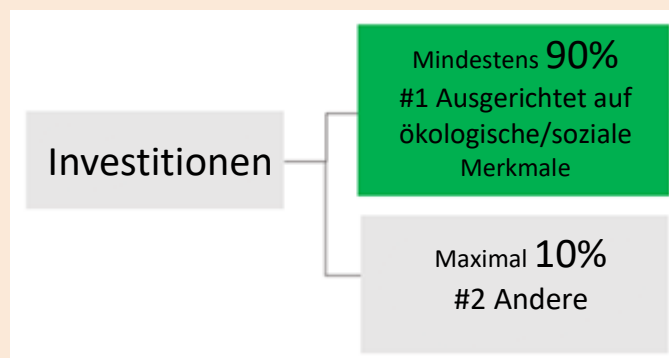 Investitionen
Mindestens 90%
#1 Ausgerichtet auf
ökologische/soziale
Merkmale
Maximal 10%
#2 Andere